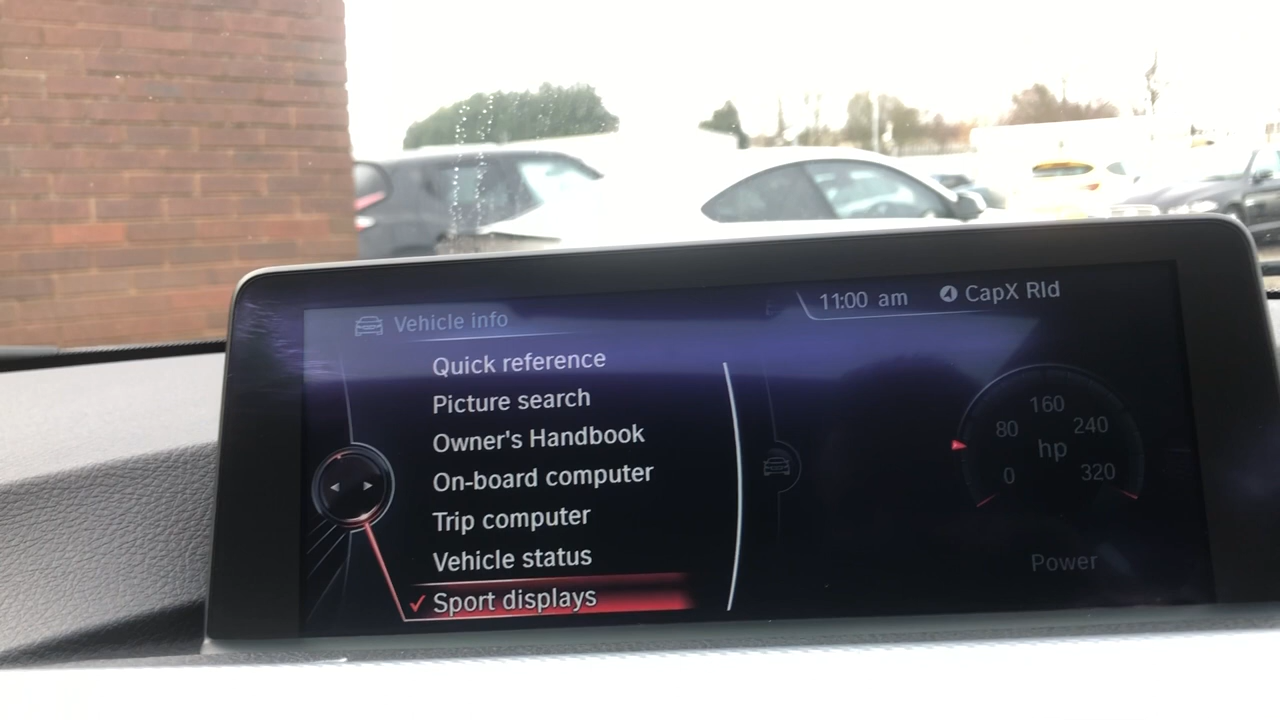 Vehicle info
11:00 am
CapX Rld
Quick reference
Picture search
Owner's Handbook
On-board computer
Trip computer
Vehicle status
Sport displays
160
80
240
hp
0
320
Power